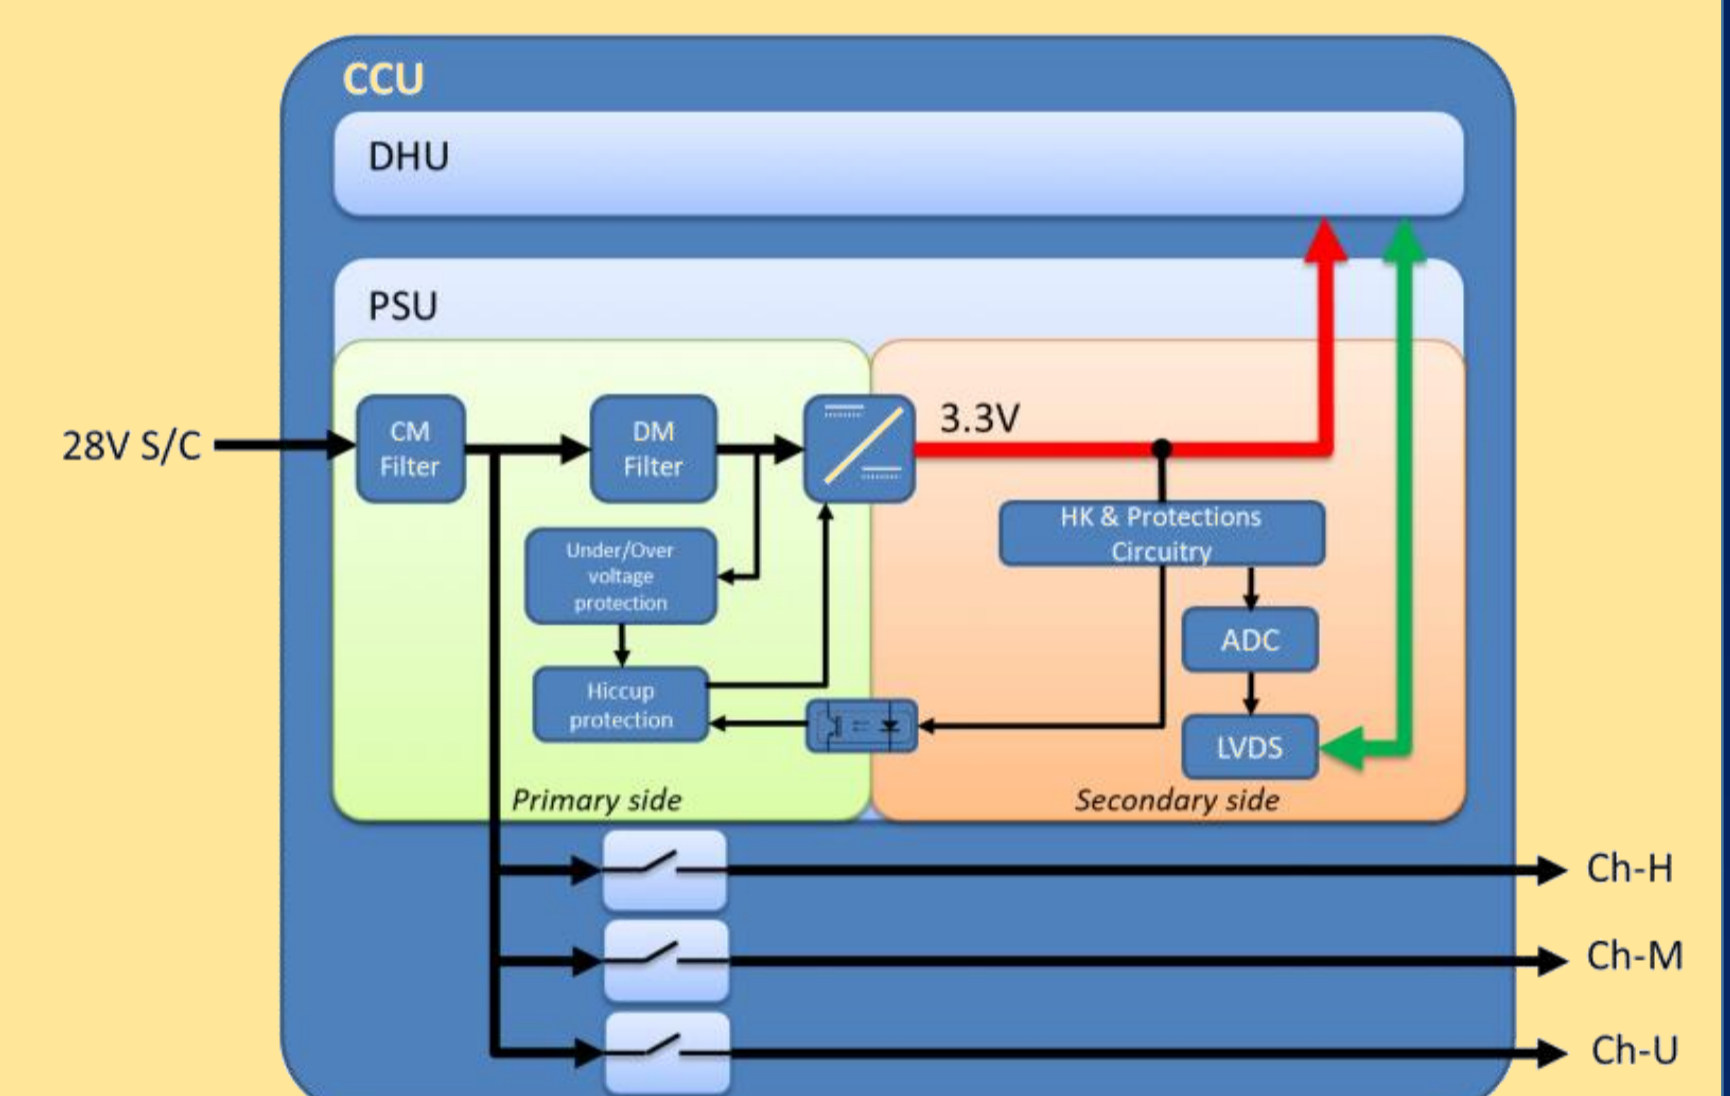 CCU
DHU
PSU
28V S/C
CM
Filter
DM
Filter
3.3V
Under/Over
voltage
protection
HK & Protections
Circuitry
ADC
Hiccup
protection
LVDS
Primary side
Secondary side
Ch-H
Ch-M
Ch-U